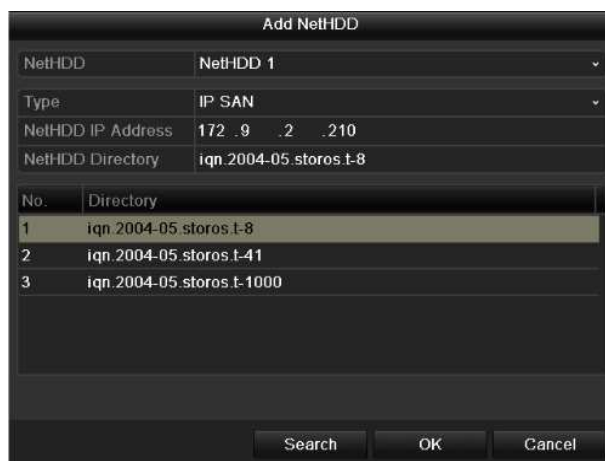 Add NetHDD
NetHDD NetHDD 1
Type IP SAN
NetHDD IP Address 172 .9 .2 .210
NetHDD Directory iqn.2004-05.storos.t-8
No. Directory
1 iqn.2004-05.storos.t-8
2 iqn.2004-05.storos.t-41
3 iqn.2004-05.storos.t-1000
Search OK Cancel